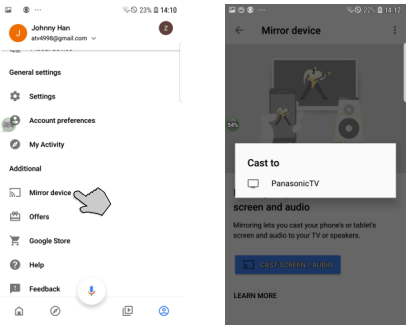 23% 14:10
Johnny Han
atv4998@gmail.com
J
Z
General settings
Settings
Account preferences
My Activity
Additional
Mirror device
Offers
Google Store
Help
Feedback
14:12
Mirror device
54%
Cast to
PanasonicTV
screen and audio
Mirroring lets you cast your phone's or tablet's
screen and audio to your TV or speakers.
CAST SCREEN / AUDIO
LEARN MORE